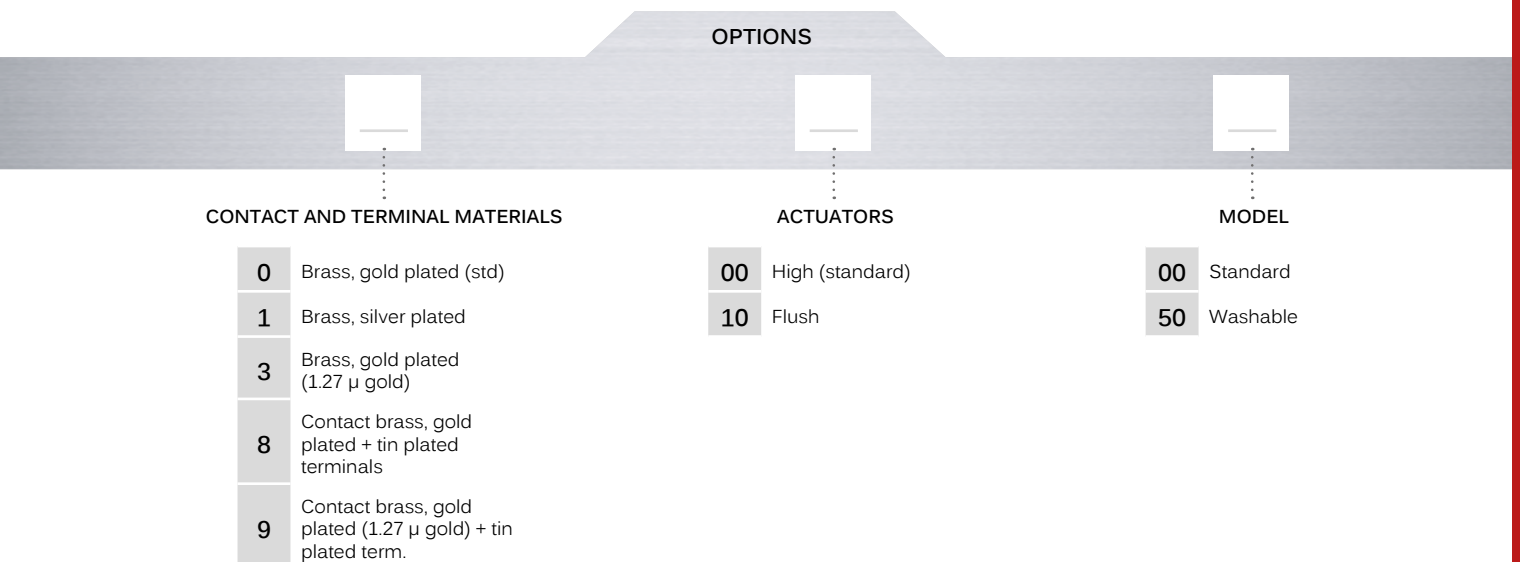 OPTIONS
CONTACT AND TERMINAL MATERIALS
0 Brass, gold plated (std)
1 Brass, silver plated
3 Brass, gold plated
(1.27 µ gold)
8 Contact brass, gold
plated + tin plated
terminals
9 Contact brass, gold
plated (1.27 µ gold) + tin
plated term.
ACTUATORS
00 High (standard)
10 Flush
MODEL
00 Standard
50 Washable